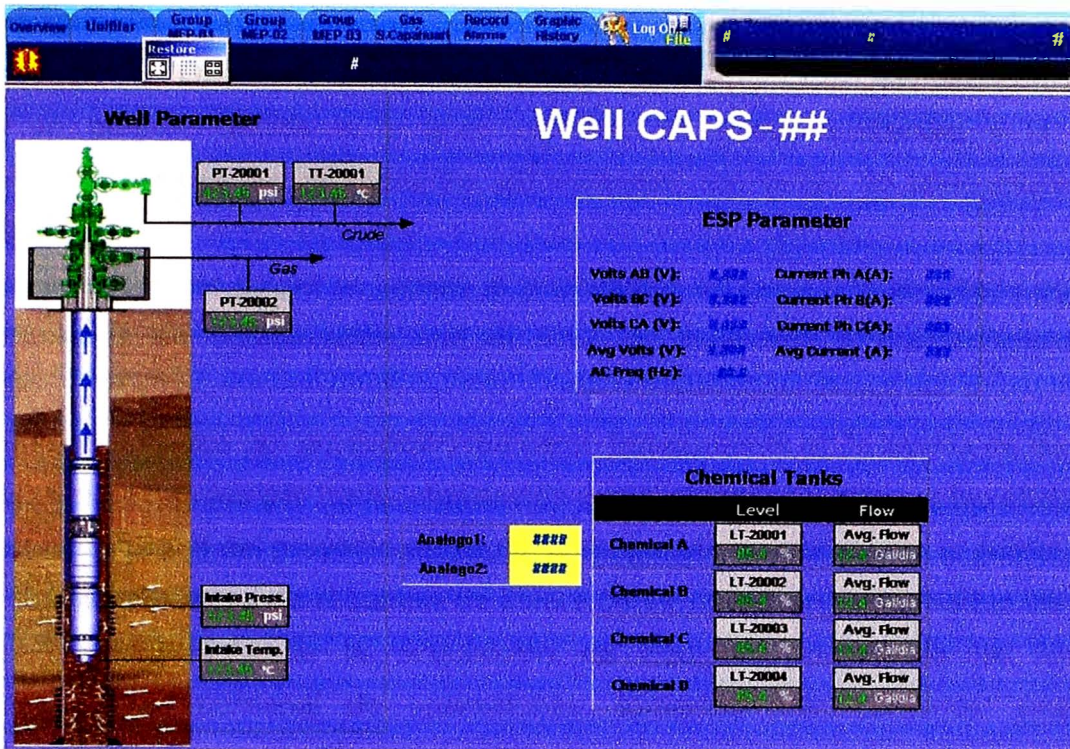 Overview Unifilar Group MEP-01 Group MEP-02 Group MEP-03 Gas S.Capahuari Record Alarms Graphic History Log On File
# # #
Restore
#
Well Parameter
Well CAPS-##
PT-20001 TT-20001
psi °C
Crude
Gas
PT-20002
psi
ESP Parameter
Volts AB (V): Current Ph A(A): ###
Volts BC (V): Current Ph B(A): ###
Volts CA (V): Current Ph C(A): ###
Avg Volts (V): Avg Current (A): ###
AC Freq (Hz):
Chemical Tanks
Level Flow
Analogo1: ####
Analogo2: ####
Chemical A LT-20001 % Avg. Flow Gal/dia
Chemical B LT-20002 % Avg. Flow Gal/dia
Chemical C LT-20003 % Avg. Flow Gal/dia
Chemical D LT-20004 % Avg. Flow Gal/dia
Intake Press.
psi
Intake Temp.
°C